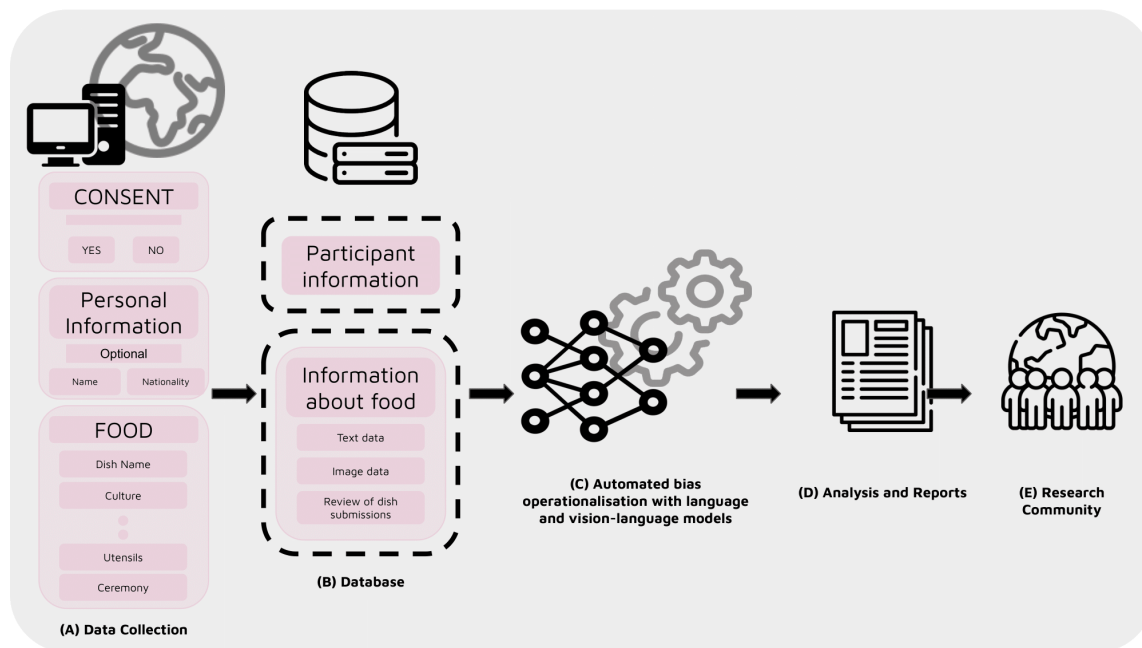 CONSENT
YES
NO
Personal
Information
Optional
Name
Nationality
FOOD
Dish Name
Culture
Utensils
Ceremony
(A) Data Collection
Participant
information
Information
about food
Text data
Image data
Review of dish
submissions
(B) Database
(C) Automated bias
operationalisation with language
and vision-language models
(D) Analysis and Reports
(E) Research
Community